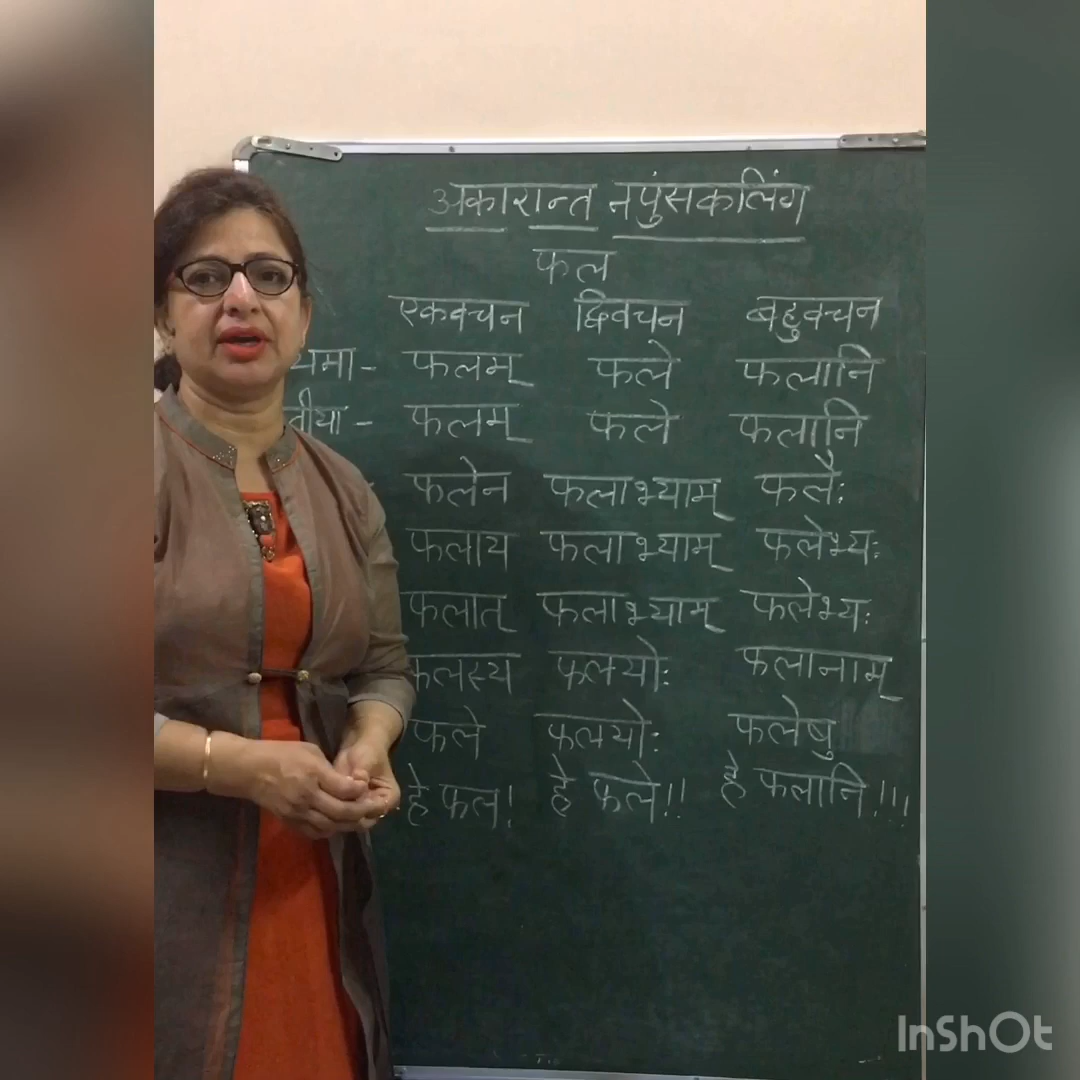 अकारान्त नपुंसकलिंग
फल
एकवचन द्विवचन बहुवचन
थमा- फलम् फले फलानि
तीया - फलम् फले फलानि
फलेन फलाभ्याम् फलैः
फलाय फलाभ्याम् फलेभ्यः
फलात् फलाभ्याम् फलेभ्यः
फलस्य फलयोः फलानाम्
फले फलयोः फलेषु
हे फल! हे फले!! हे फलानि!!!
InShOt